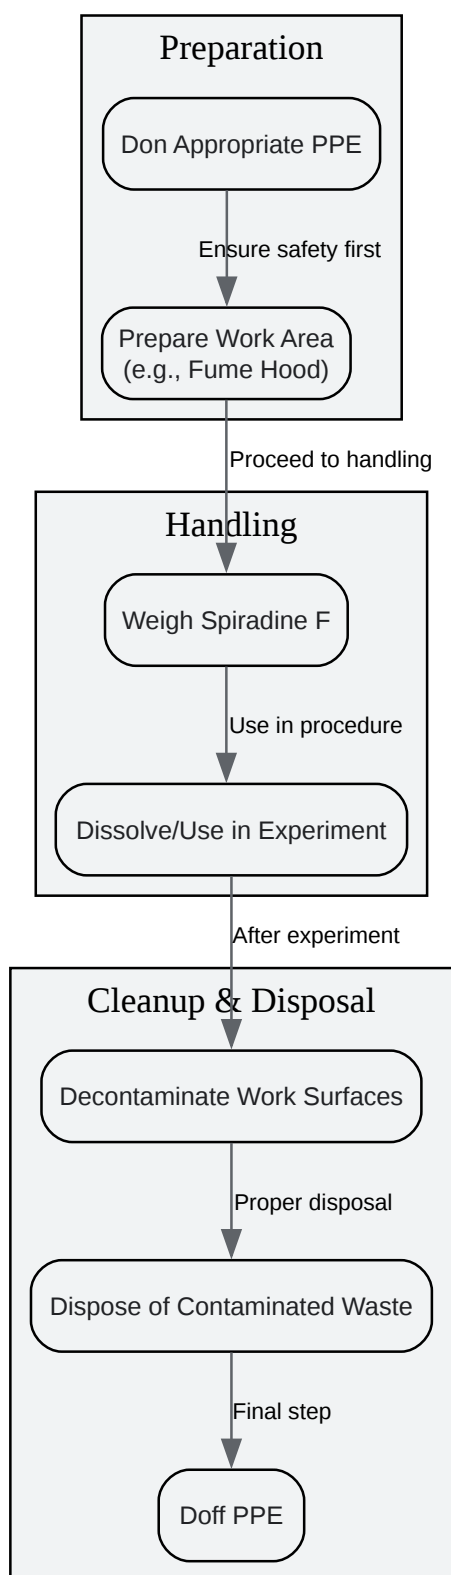 Preparation
Don Appropriate PPE
Ensure safety first
Prepare Work Area
(e.g., Fume Hood)
Proceed to handling
Handling
Weigh Spiradine F
Use in procedure
Dissolve/Use in Experiment
After experiment
Cleanup & Disposal
Decontaminate Work Surfaces
Proper disposal
Dispose of Contaminated Waste
Final step
Doff PPE